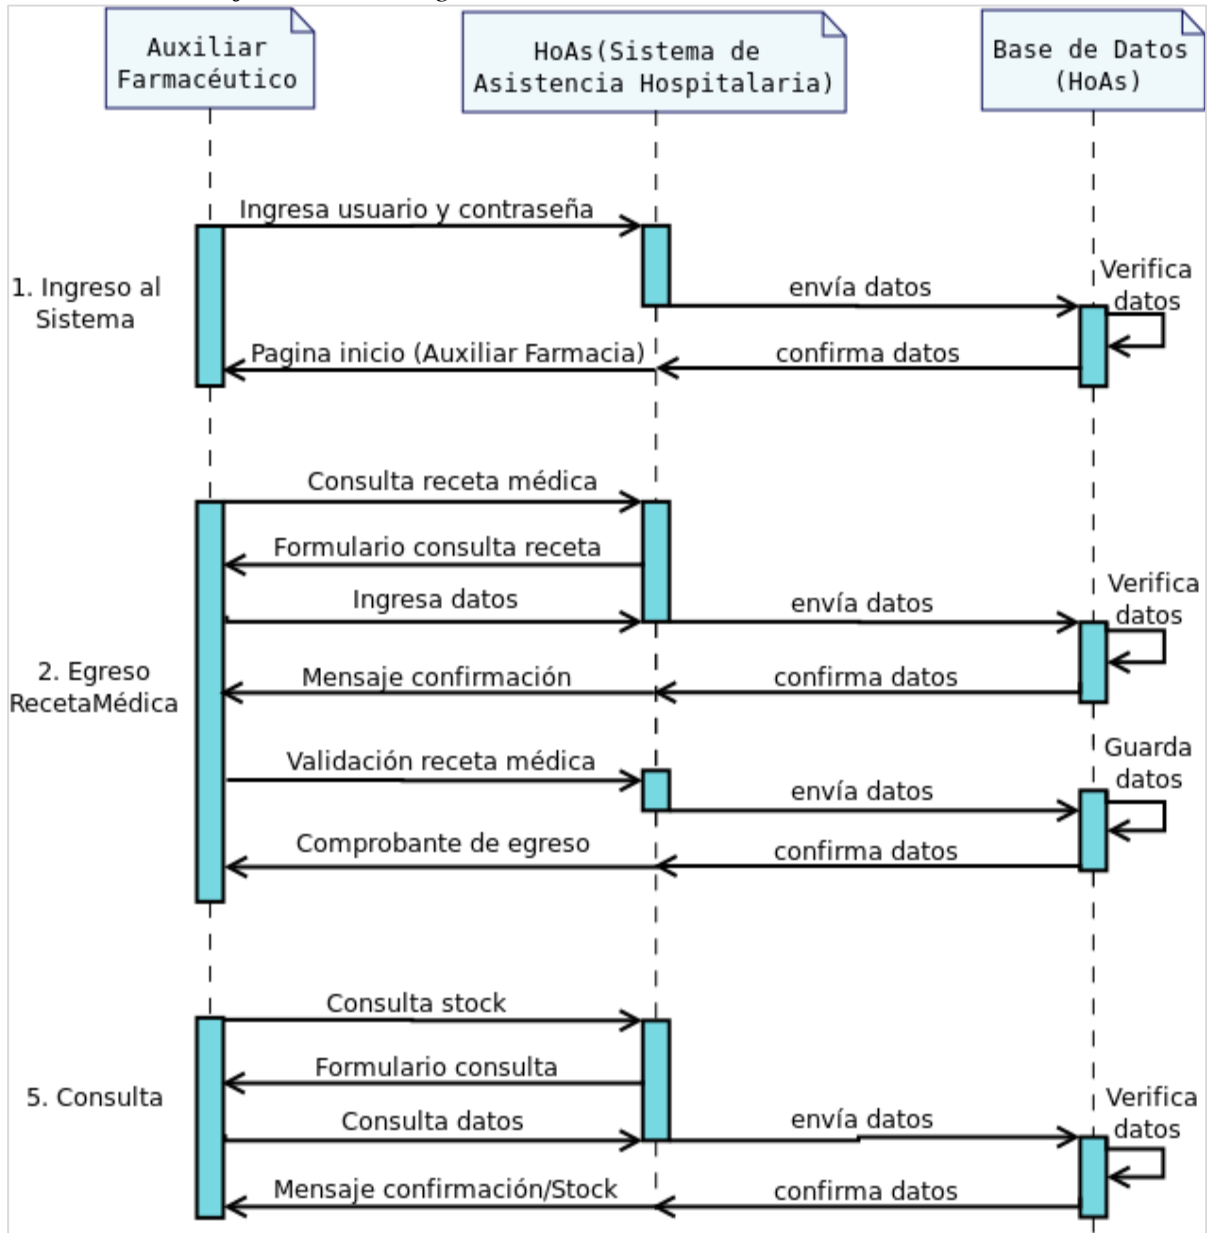 Auxiliar
Farmacéutico
HoAs(Sistema de
Asistencia Hospitalaria)
Base de Datos
(HoAs)
Ingresa usuario y contraseña
1. Ingreso al
Sistema
envía datos
Verifica
datos
Pagina inicio (Auxiliar Farmacia)
confirma datos
Consulta receta médica
Formulario consulta receta
Ingresa datos
envía datos
Verifica
datos
2. Egreso
RecetaMédica
Mensaje confirmación
confirma datos
Validación receta médica
envía datos
Guarda
datos
Comprobante de egreso
confirma datos
Consulta stock
Formulario consulta
5. Consulta
Consulta datos
envía datos
Verifica
datos
Mensaje confirmación/Stock
confirma datos